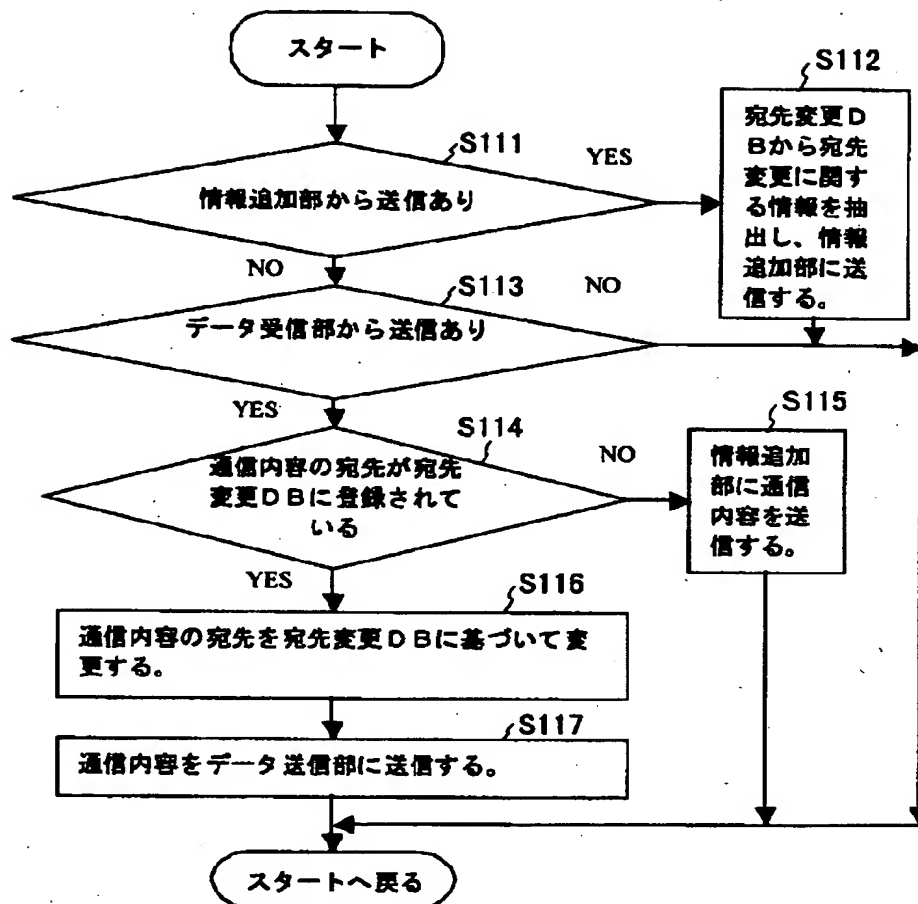 スタート
S111
YES
情報追加部から送信あり
S112
宛先変更D
Bから宛先
変更に関す
る情報を抽
出し、情報
追加部に送
信する。
NO
S113
NO
データ受信部から送信あり
YES
S114
NO
通信内容の宛先が宛先
変更DBに登録されて
いる
S115
情報追加
部に通信
内容を送
信する。
YES
S116
通信内容の宛先を宛先変更DBに基づいて変
更する。
S117
通信内容をデータ送信部に送信する。
スタートへ戻る